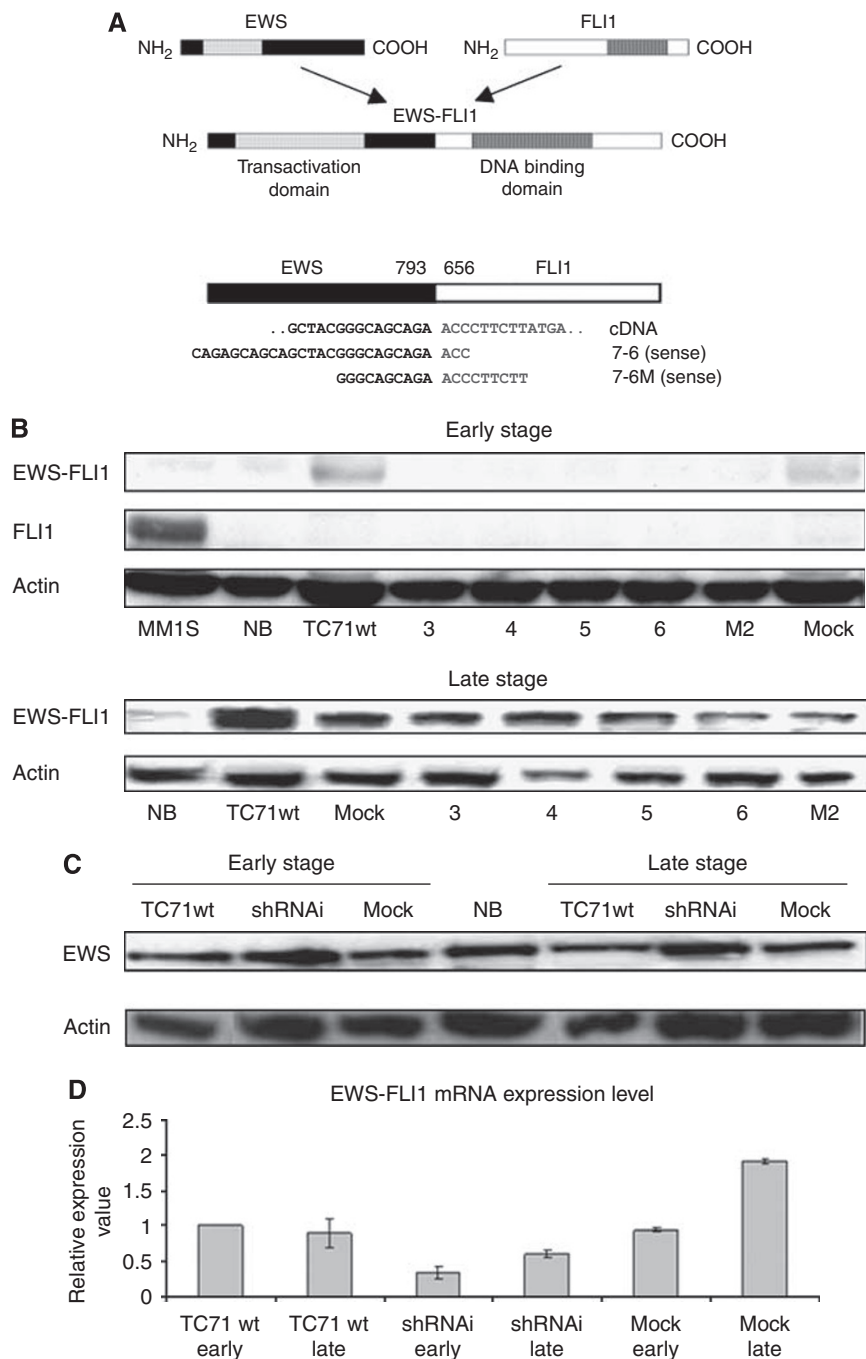 A
EWS
FLI1
NH2 COOH NH2 COOH
EWS-FLI1
NH2 COOH
Transactivation domain
DNA binding domain
EWS 793 656 FLI1
..GCTACGGGCAGCAGA ACCCTTCTTATGA.. cDNA
CAGAGCAGCAGCTACGGGCAGCAGA ACC 7-6 (sense)
GGGCAGCAGA ACCCTTCTT 7-6M (sense)
B
Early stage
EWS-FLI1
FLI1
Actin
MM1S NB TC71wt 3 4 5 6 M2 Mock
Late stage
EWS-FLI1
Actin
NB TC71wt Mock 3 4 5 6 M2
C
Early stage Late stage
TC71wt shRNAi Mock NB TC71wt shRNAi Mock
EWS
Actin
D
EWS-FLI1 mRNA expression level
Relative expression value
2.5
2
1.5
1
0.5
0
TC71 wt early
TC71 wt late
shRNAi early
shRNAi late
Mock early
Mock late